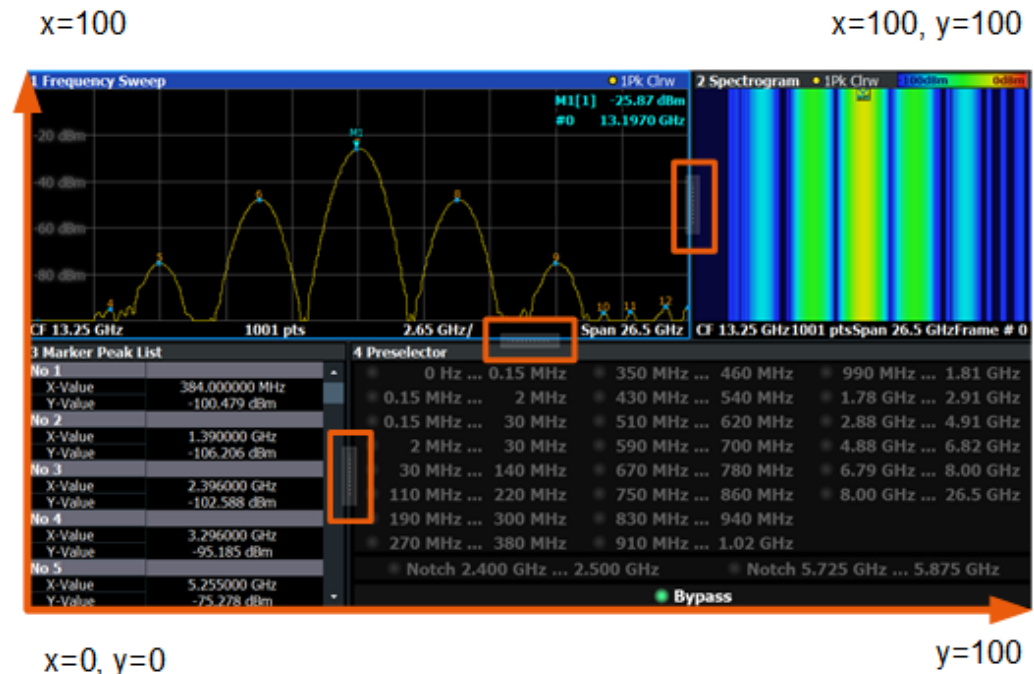 x=100
x=100, y=100
1 Frequency Sweep
1Pk Clrw
M1[1] -25.87 dBm
#0 13.1970 GHz
M1
-20 dBm
-40 dBm
-60 dBm
-80 dBm
4
5
6
8
9
10
11
12
CF 13.25 GHz 1001 pts 2.65 GHz/ Span 26.5 GHz
2 Spectrogram 1Pk Clrw -100dBm 0dBm
CF 13.25 GHz 1001 pts Span 26.5 GHz Frame # 0
3 Marker Peak List
No 1
X-Value 384.000000 MHz
Y-Value -100.479 dBm
No 2
X-Value 1.390000 GHz
Y-Value -106.206 dBm
No 3
X-Value 2.396000 GHz
Y-Value -102.588 dBm
No 4
X-Value 3.296000 GHz
Y-Value -95.185 dBm
No 5
X-Value 5.255000 GHz
Y-Value -75.278 dBm
4 Preselector
0 Hz ... 0.15 MHz 350 MHz ... 460 MHz 990 MHz ... 1.81 GHz
0.15 MHz ... 2 MHz 430 MHz ... 540 MHz 1.78 GHz ... 2.91 GHz
0.15 MHz ... 30 MHz 510 MHz ... 620 MHz 2.88 GHz ... 4.91 GHz
2 MHz ... 30 MHz 590 MHz ... 700 MHz 4.88 GHz ... 6.82 GHz
30 MHz ... 140 MHz 670 MHz ... 780 MHz 6.79 GHz ... 8.00 GHz
110 MHz ... 220 MHz 750 MHz ... 860 MHz 8.00 GHz ... 26.5 GHz
190 MHz ... 300 MHz 830 MHz ... 940 MHz
270 MHz ... 380 MHz 910 MHz ... 1.02 GHz
Notch 2.400 GHz ... 2.500 GHz Notch 5.725 GHz ... 5.875 GHz
Bypass
x=0, y=0
y=100